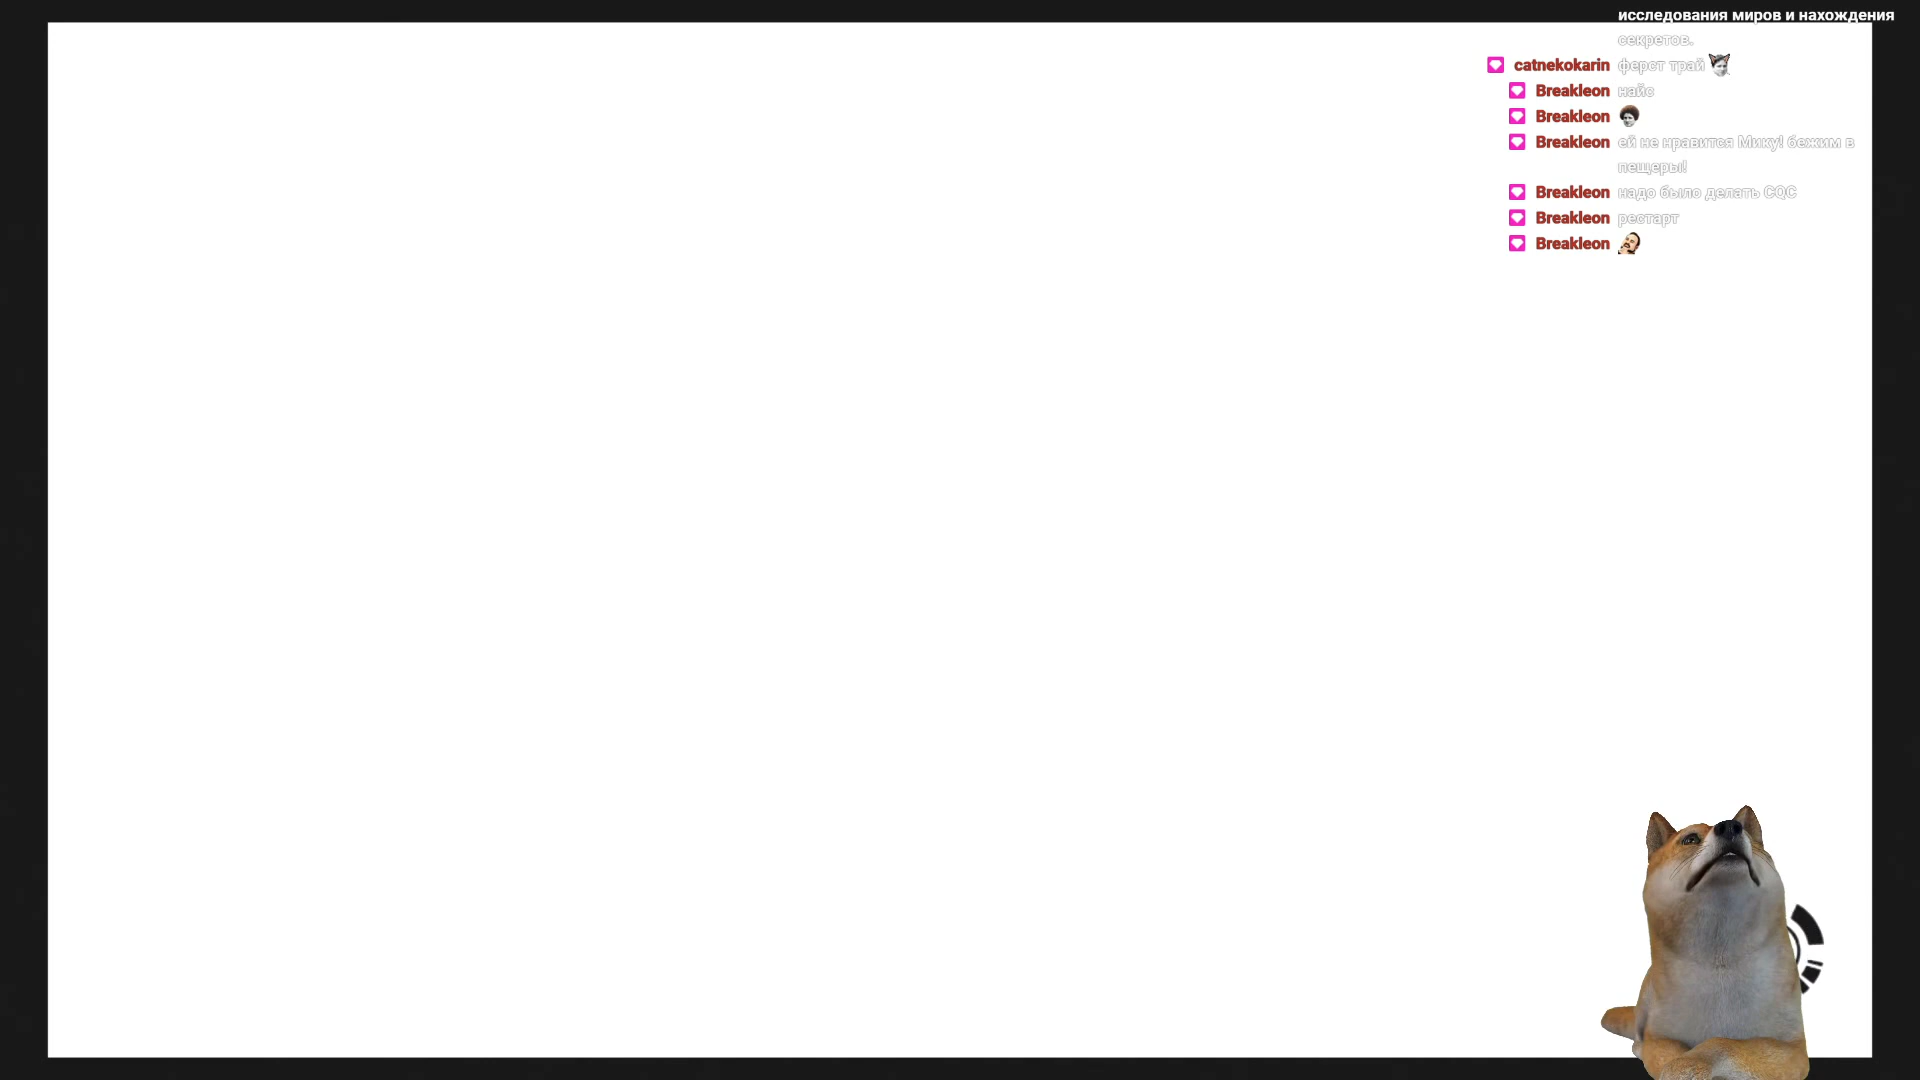 исследования миров и нахождения
секретов.
catnekokarin ферст трай
Breakleon найс
Breakleon
Breakleon ей не нравится Мику! бежим в
пещеры!
Breakleon надо было делать CQC
Breakleon рестарт
Breakleon